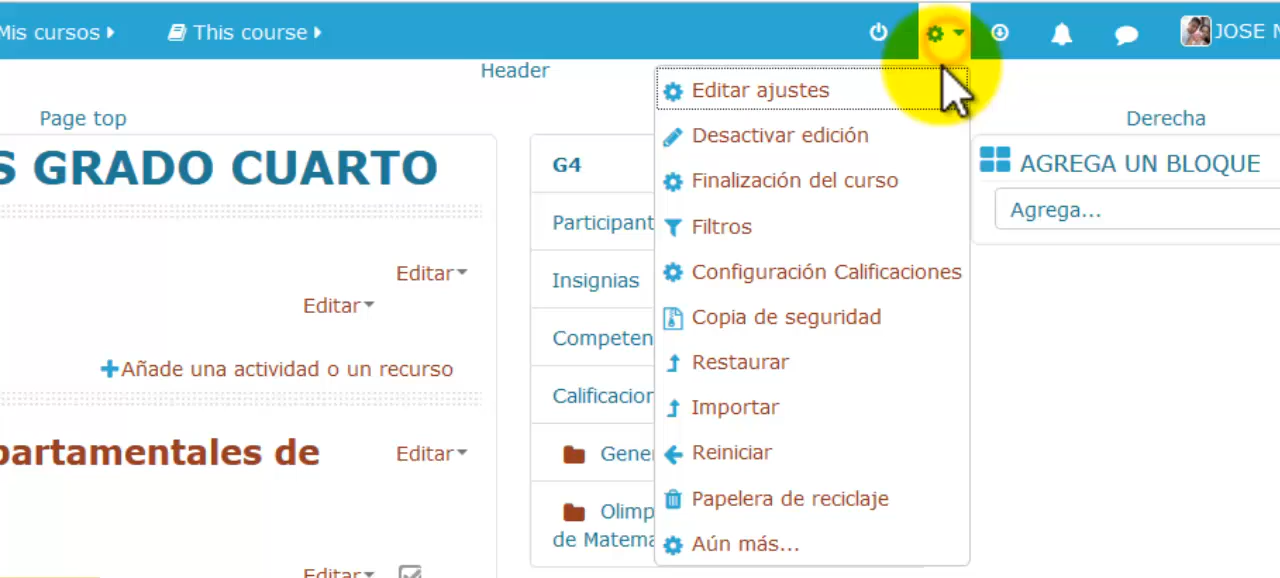 Mis cursos
This course
JOSE
Header
Page top
Derecha
S GRADO CUARTO
Editar
Editar
Añade una actividad o un recurso
partamentales de
Editar
Editar
G4
Participant
Insignias
Competen
Calificacior
Gene
Olimp
de Matema
Editar ajustes
Desactivar edición
Finalización del curso
Filtros
Configuración Calificaciones
Copia de seguridad
Restaurar
Importar
Reiniciar
Papelera de reciclaje
Aún más...
AGREGA UN BLOQUE
Agrega...